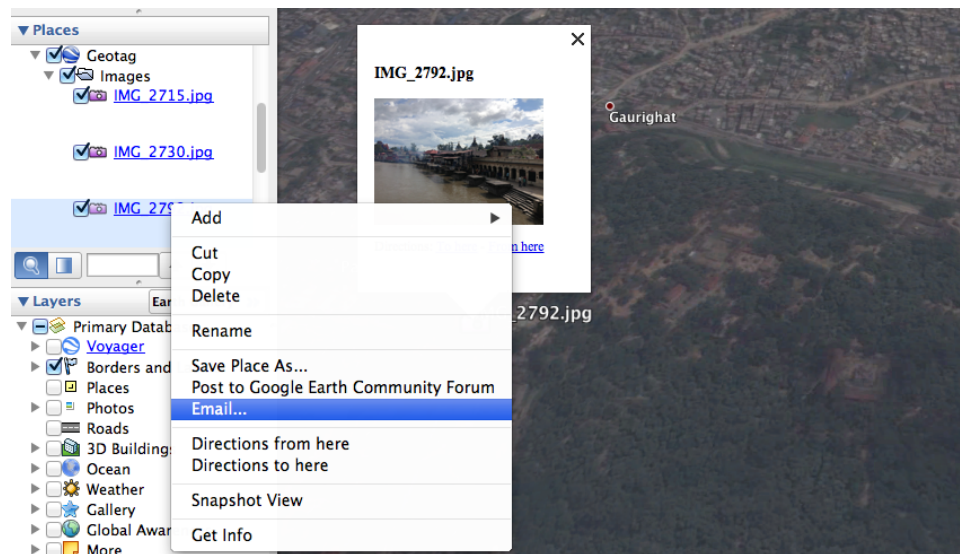 Places
Geotag
Images
IMG_2715.jpg
IMG_2730.jpg
IMG_279
Layers
Ear
Primary Datab
Voyager
Borders and
Places
Photos
Roads
3D Building
Ocean
Weather
Gallery
Global Awar
More
Add
Cut
Copy
Delete
Rename
Save Place As...
Post to Google Earth Community Forum
Email...
Directions from here
Directions to here
Snapshot View
Get Info
IMG_2792.jpg
here
_2792.jpg
Gaurighat